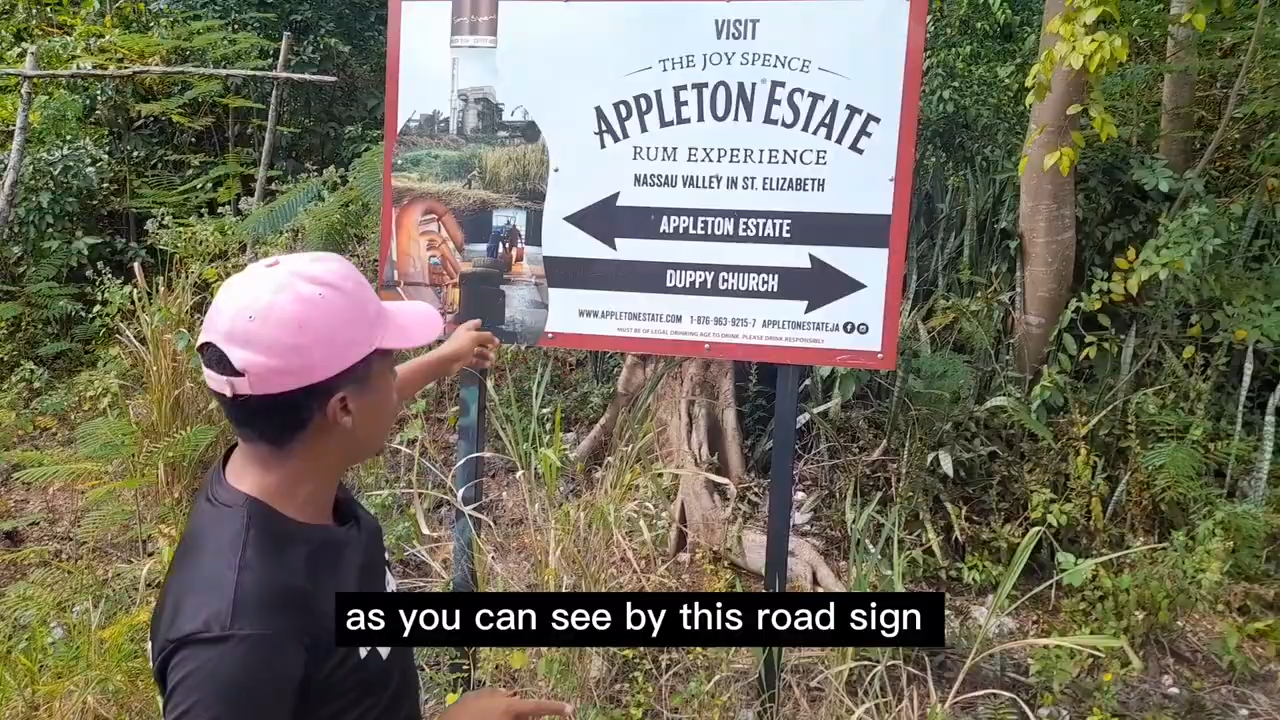 VISIT
THE JOY SPENCE
APPLETON® ESTATE
RUM EXPERIENCE
NASSAU VALLEY IN ST. ELIZABETH
APPLETON ESTATE
DUPPY CHURCH
WWW.APPLETONESTATE.COM 1-876-963-9215-7 APPLETONESTATEJA
MUST BE OF LEGAL DRINKING AGE TO DRINK. PLEASE DRINK RESPONSIBLY
as you can see by this road sign